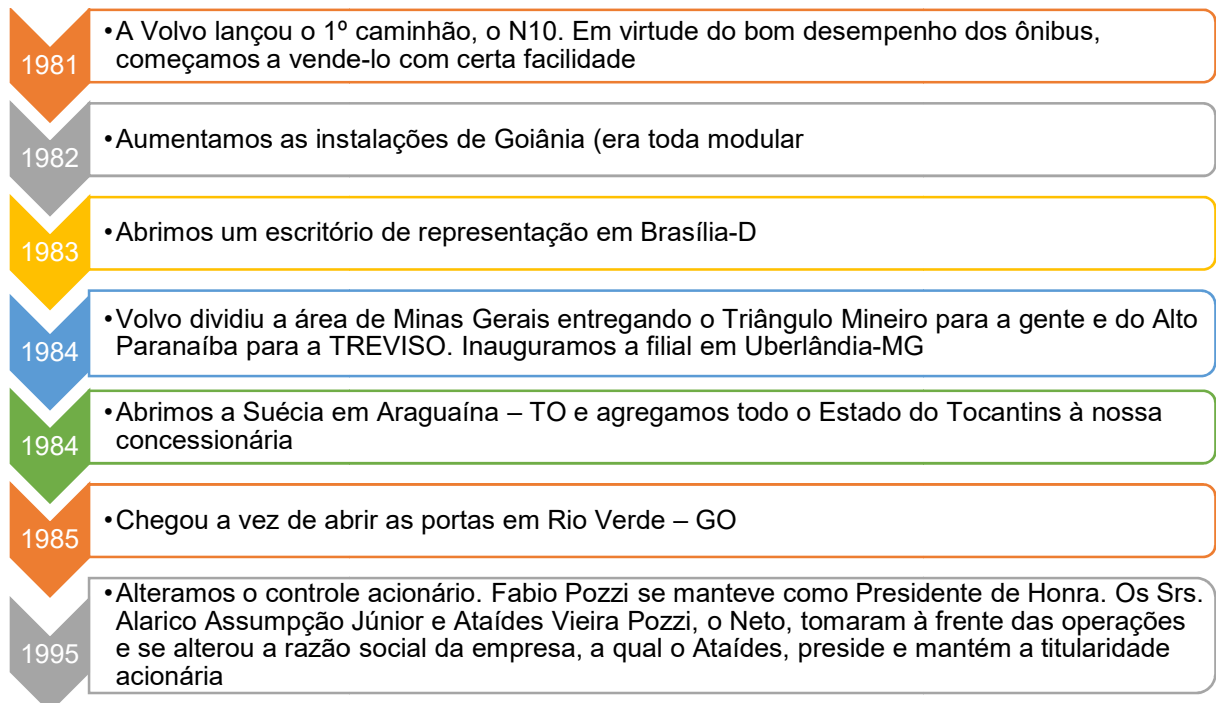 1981
•A Volvo lançou o 1º caminhão, o N10. Em virtude do bom desempenho dos ônibus,
começamos a vende-lo com certa facilidade
1982
•Aumentamos as instalações de Goiânia (era toda modular
1983
•Abrimos um escritório de representação em Brasília-D
1984
•Volvo dividiu a área de Minas Gerais entregando o Triângulo Mineiro para a gente e do Alto
Paranaíba para a TREVISO. Inauguramos a filial em Uberlândia-MG
1984
•Abrimos a Suécia em Araguaína – TO e agregamos todo o Estado do Tocantins à nossa
concessionária
1985
•Chegou a vez de abrir as portas em Rio Verde – GO
1995
•Alteramos o controle acionário. Fabio Pozzi se manteve como Presidente de Honra. Os Srs.
Alarico Assumpção Júnior e Ataídes Vieira Pozzi, o Neto, tomaram à frente das operações
e se alterou a razão social da empresa, a qual o Ataídes, preside e mantém a titularidade
acionária